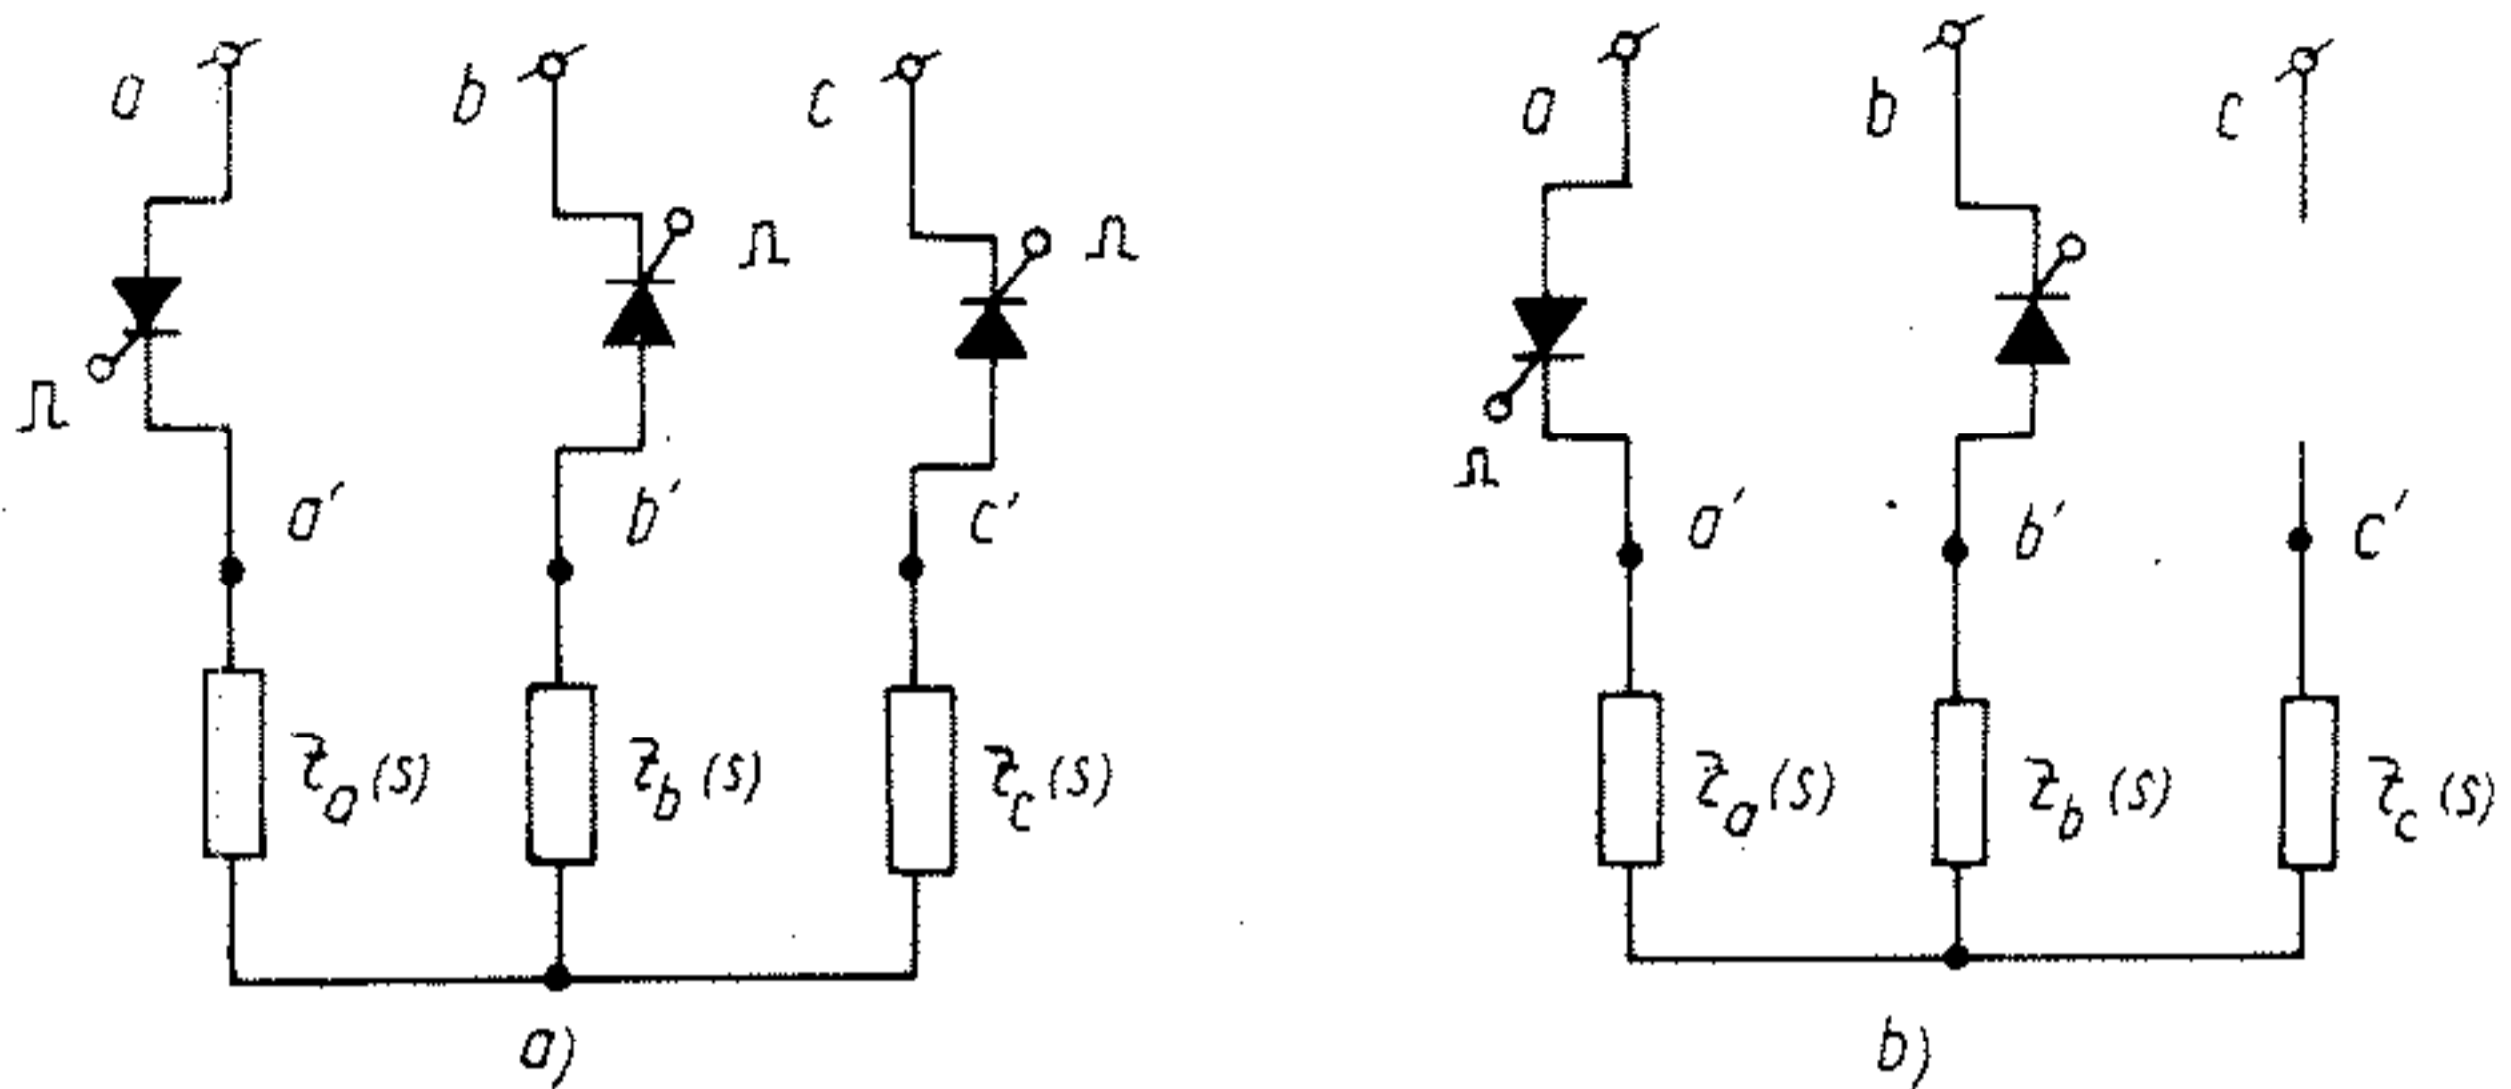 a b c a b c
a' b' c' a' b' c'
Z_a(s) Z_b(s) Z_c(s) Z_a(s) Z_b(s) Z_c(s)
a) b)